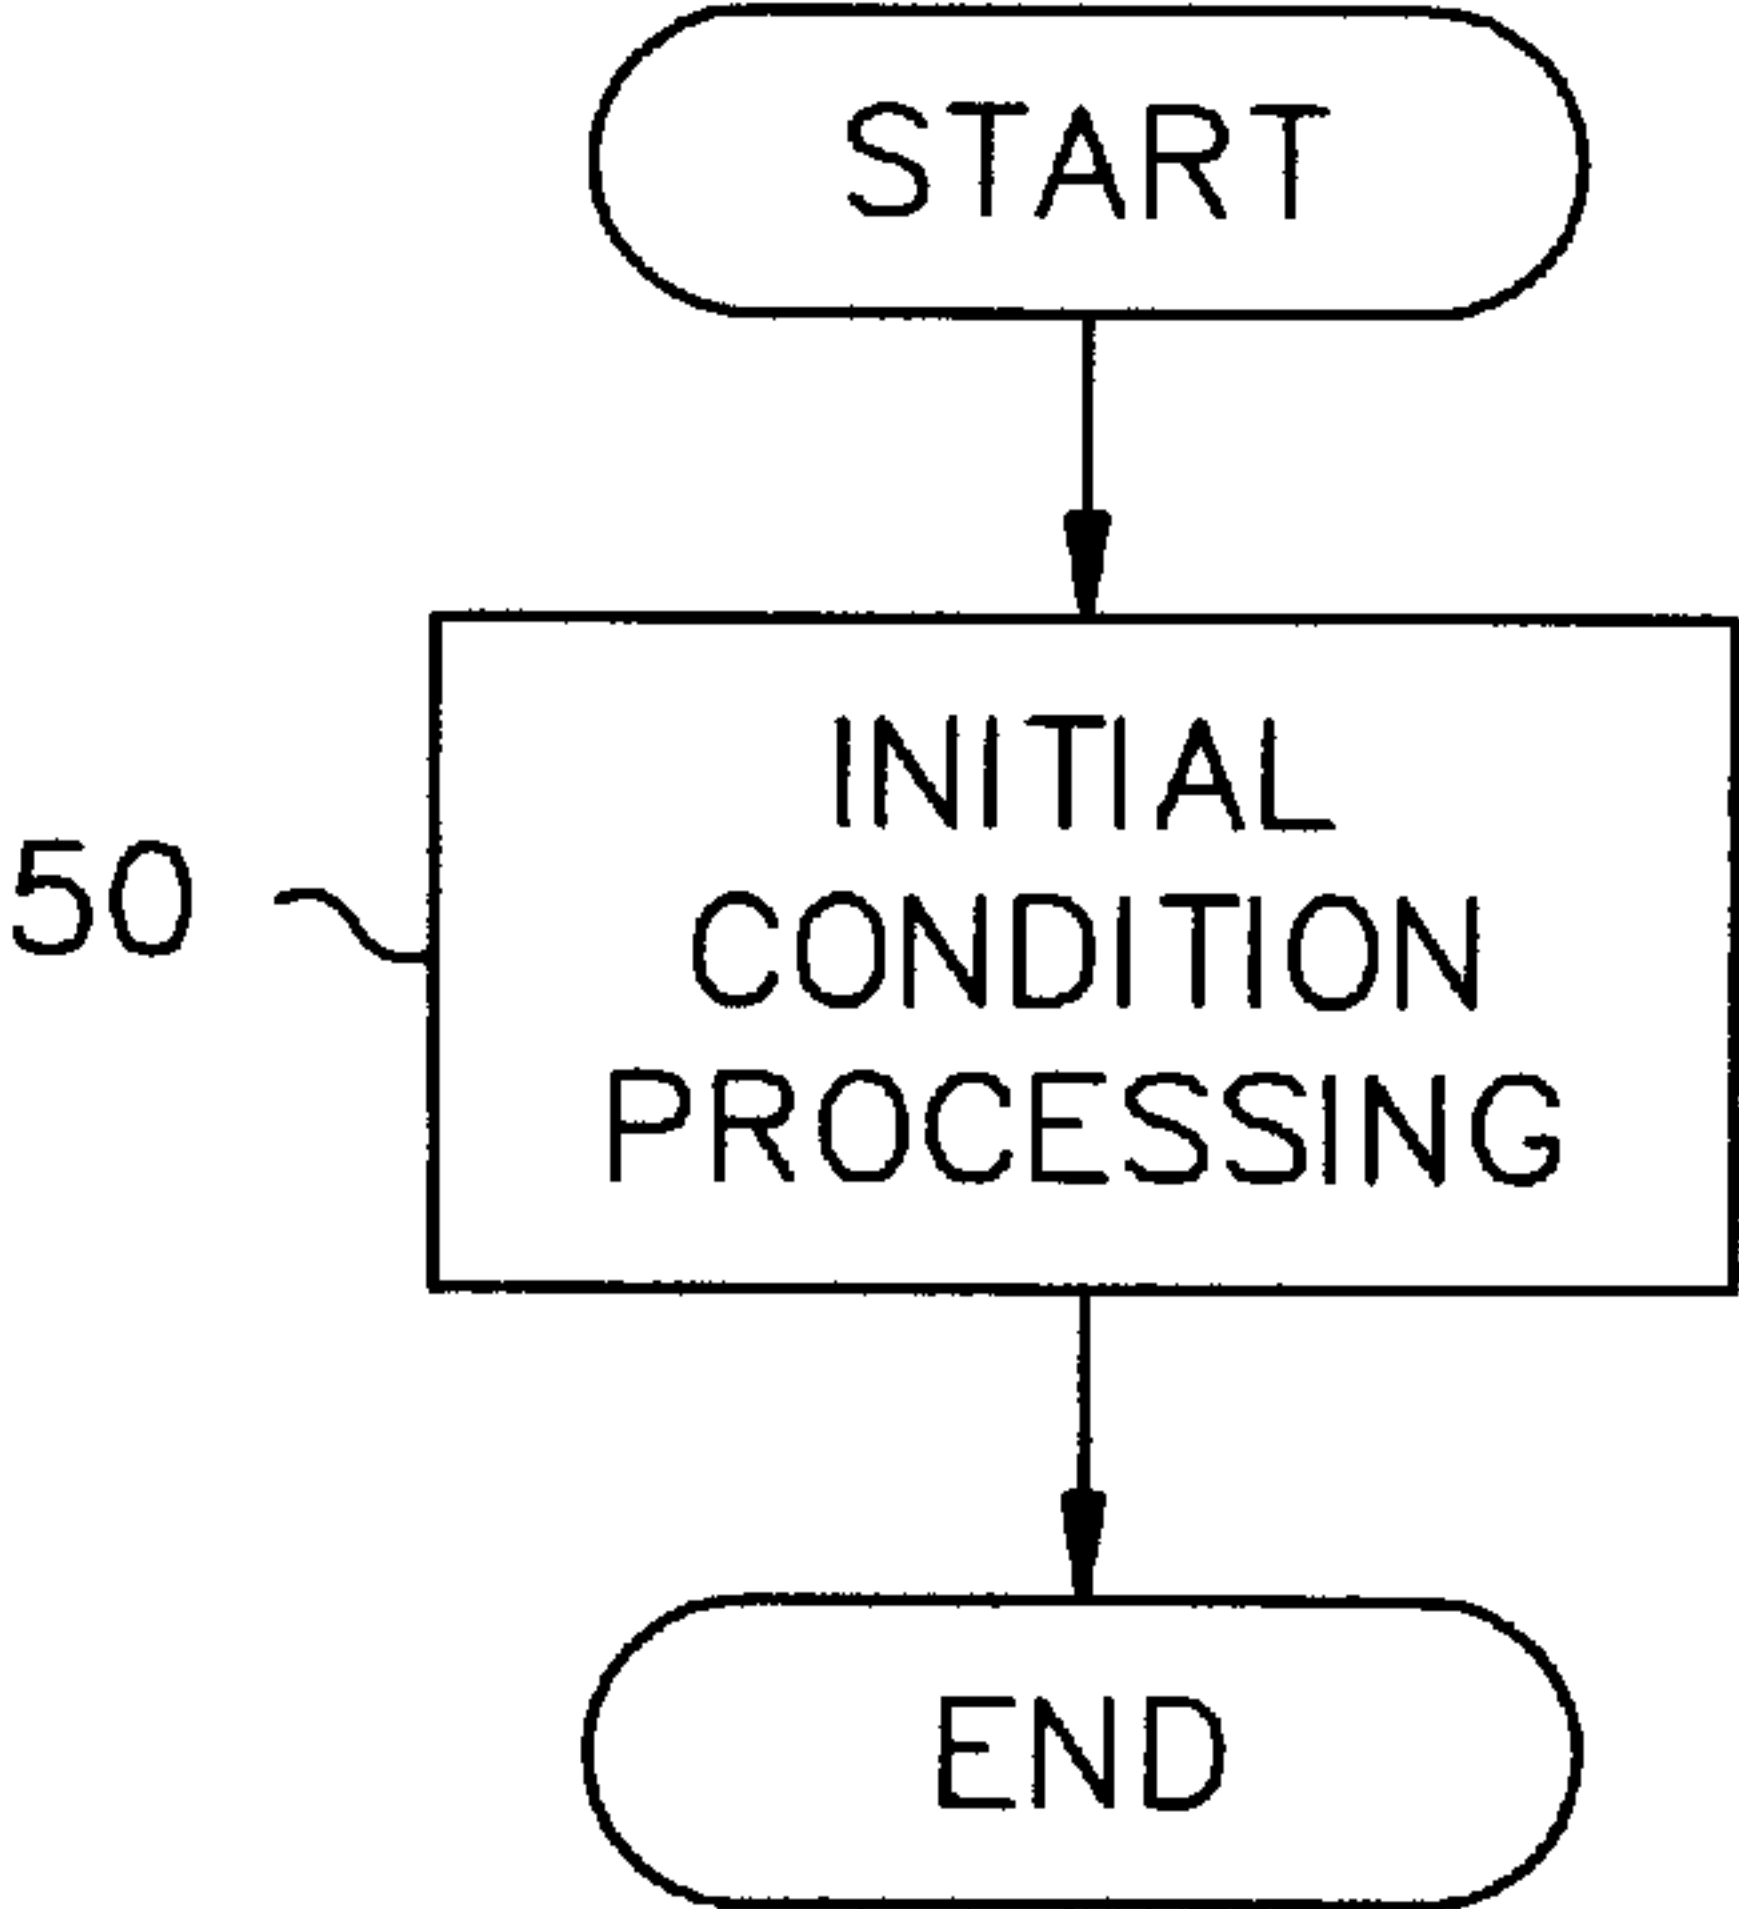 START
INITIAL
50
CONDITION
PROCESSING
END